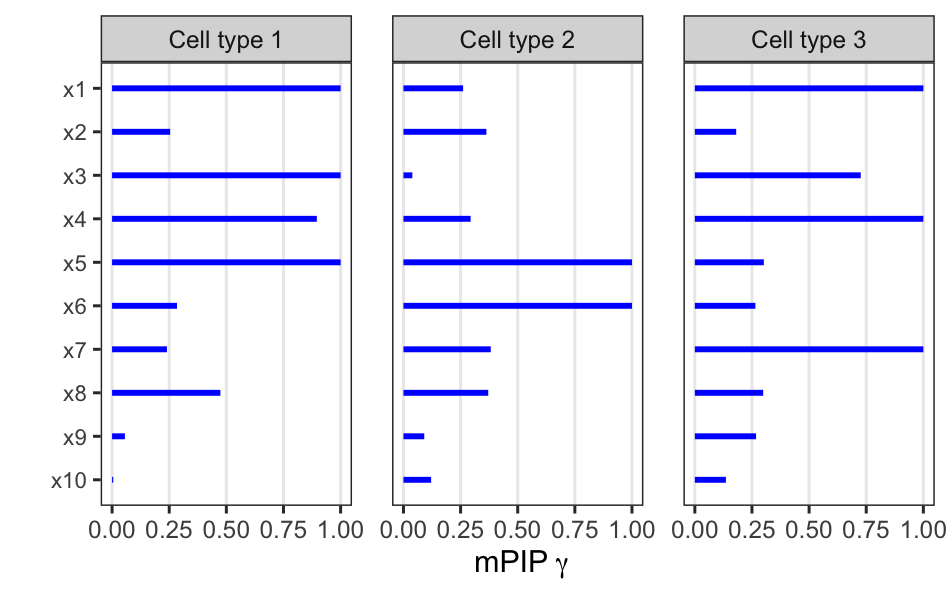 Cell type 1 Cell type 2 Cell type 3
x1
x2
x3
x4
x5
x6
x7
x8
x9
x10
0.00 0.25 0.50 0.75 1.00 0.00 0.25 0.50 0.75 1.00 0.00 0.25 0.50 0.75 1.00
mPIP γ